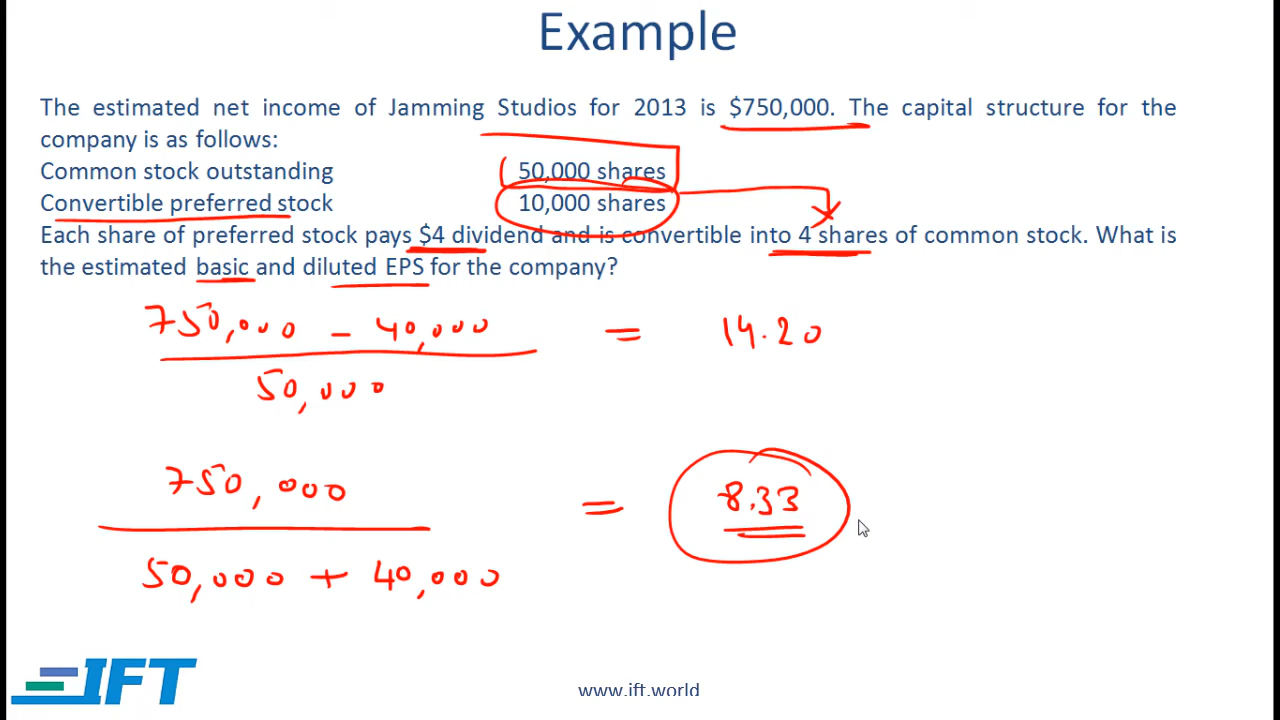 Example
The estimated net income of Jamming Studios for 2013 is $750,000. The capital structure for the
company is as follows:
Common stock outstanding 50,000 shares
Convertible preferred stock 10,000 shares
Each share of preferred stock pays $4 dividend and is convertible into 4 shares of common stock. What is
the estimated basic and diluted EPS for the company?
750,000 - 40,000 = 14.20
50,000
750,000 = 8.33
50,000 + 40,000
IFT
www.ift.world